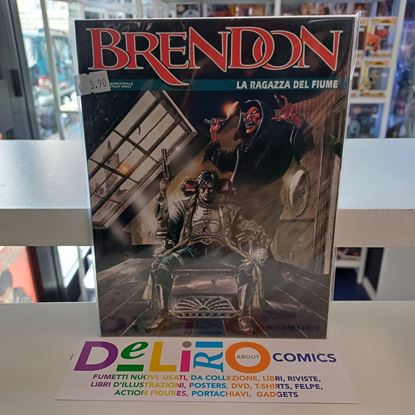 BRENDON
€ 3,90
LA RAGAZZA DEL FIUME
DeLiRiO ABOUT COMICS
FUMETTI NUOVI, USATI, DA COLLEZIONE, LIBRI, RIVISTE,
LIBRI D'ILLUSTRAZIONI, POSTERS, DVD, T-SHIRTS, FELPE,
ACTION FIGURES, PORTACHIAVI, GADGETS